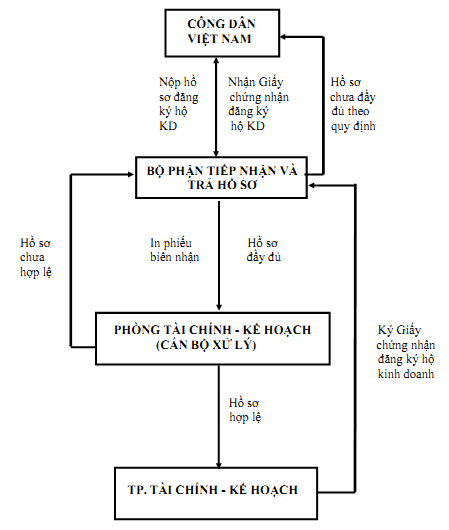 CÔNG DÂN
VIỆT NAM
Nộp hồ
sơ đăng
ký hộ
KD
Nhận Giấy
chứng nhận
đăng ký
hộ KD
Hồ sơ
chưa đầy
đủ theo
quy định
BỘ PHẬN TIẾP NHẬN VÀ
TRẢ HỒ SƠ
Hồ sơ
chưa
hợp lệ
In phiếu
biên nhận
Hồ sơ
đầy đủ
PHÒNG TÀI CHÍNH - KẾ HOẠCH
(CÁN BỘ XỬ LÝ)
Ký Giấy
chứng nhận
đăng ký hộ
kinh doanh
Hồ sơ
hợp lệ
TP. TÀI CHÍNH - KẾ HOẠCH